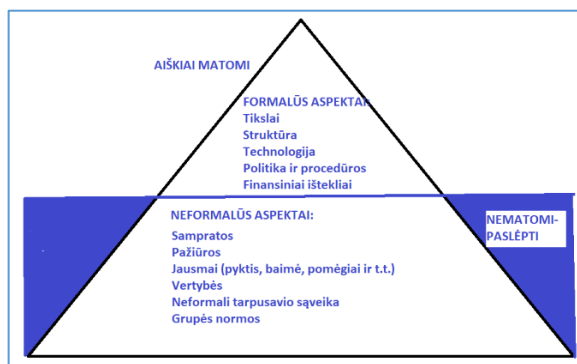 AIŠKIAI MATOMI
FORMALŪS ASPEKTAI:
Tikslai
Struktūra
Technologija
Politika ir procedūros
Finansiniai ištekliai
NEFORMALŪS ASPEKTAI:
Sampratos
Pažiūros
Jausmai (pyktis, baimė, pomėgiai ir t.t.)
Vertybės
Neformali tarpusavio sąveika
Grupės normos
NEMATOMI-
PASLĖPTI